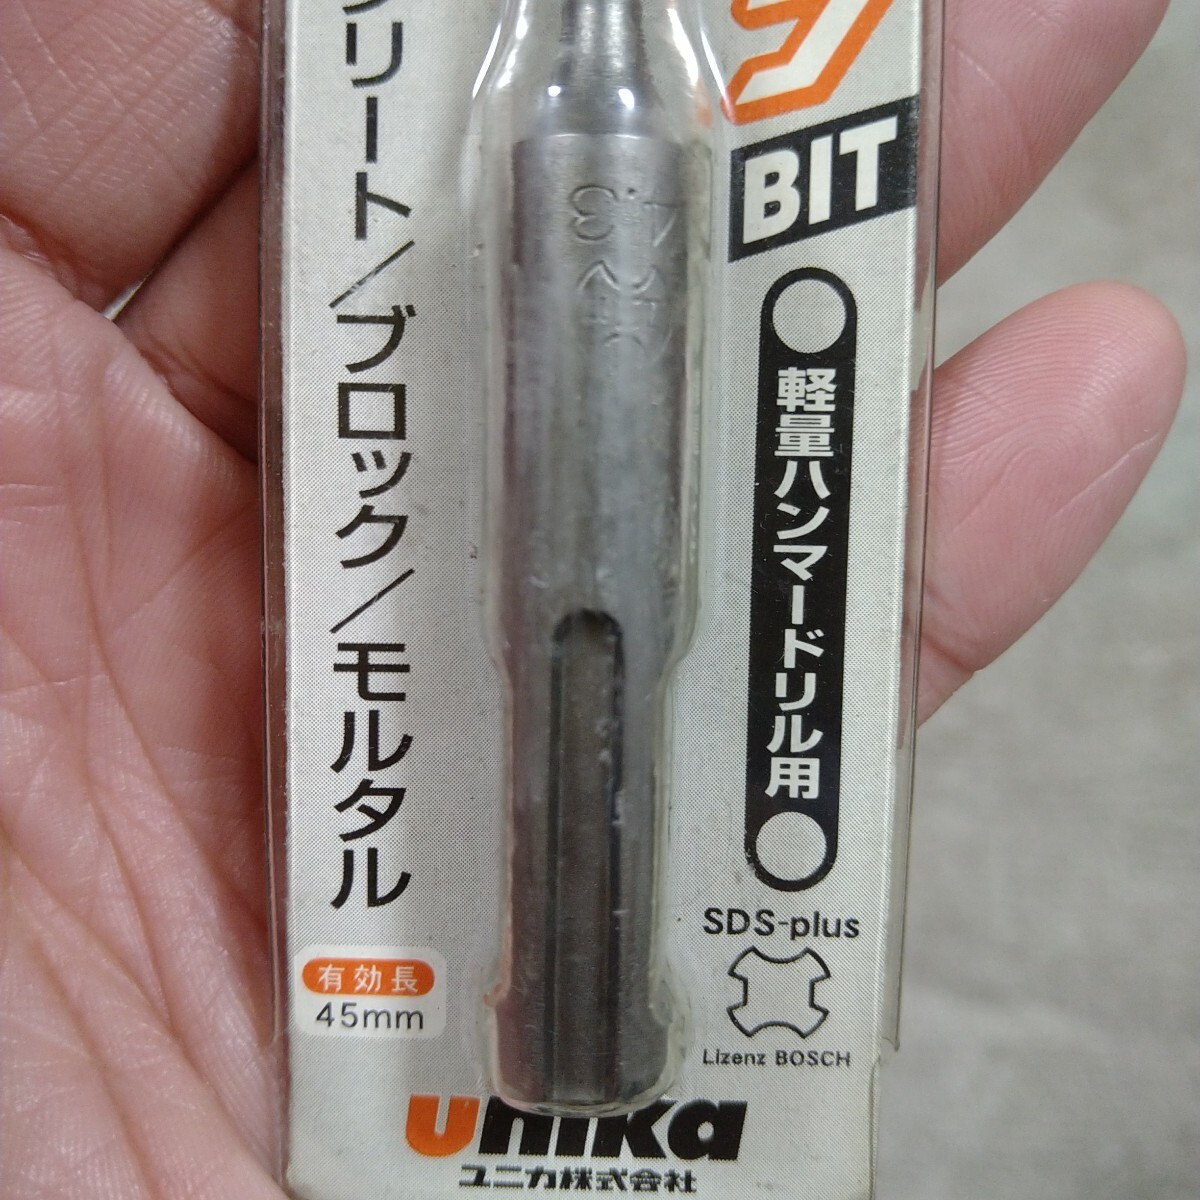 リート/ブロック/モルタル
BIT
4.3
軽量ハンマードリル用
SDS-plus
Lizenz BOSCH
有効長
45mm
unika
ユニカ株式会社